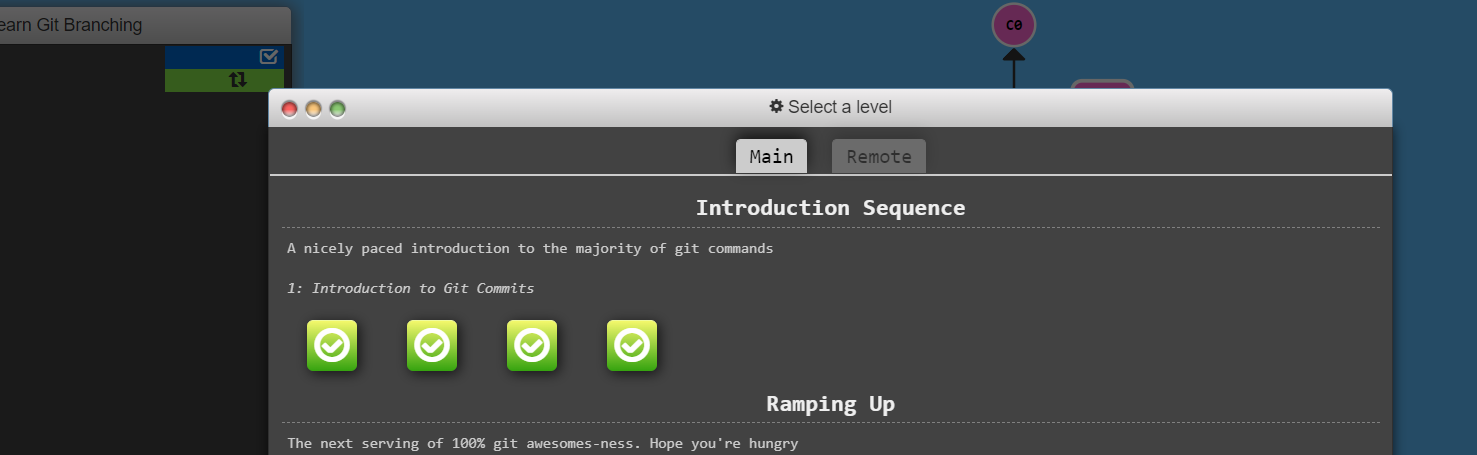 earn Git Branching
C0
Select a level
Main
Remote
Introduction Sequence
A nicely paced introduction to the majority of git commands
1: Introduction to Git Commits
Ramping Up
The next serving of 100% git awesomes-ness. Hope you're hungry